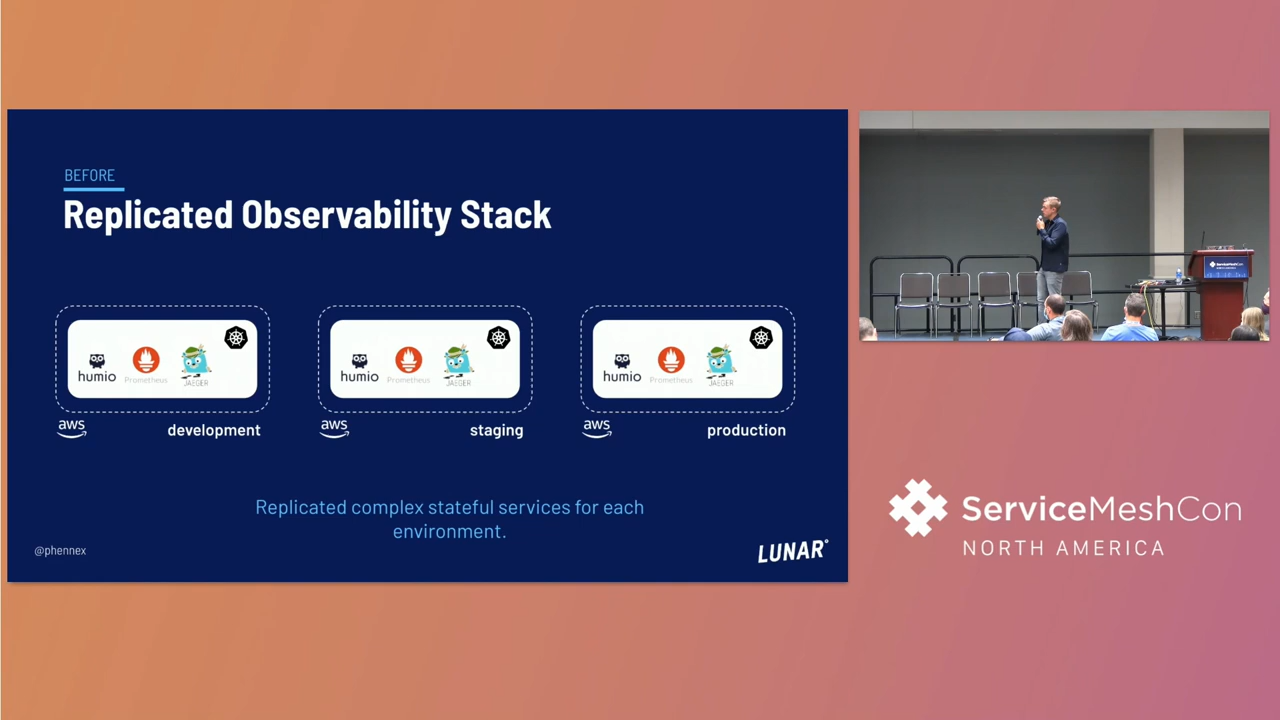 BEFORE
Replicated Observability Stack
humio
Prometheus
JAEGER
aws
development
humio
Prometheus
JAEGER
aws
staging
humio
Prometheus
JAEGER
aws
production
Replicated complex stateful services for each
environment.
@phennex
LUNAR°
ServiceMeshCon
ServiceMeshCon
NORTH AMERICA